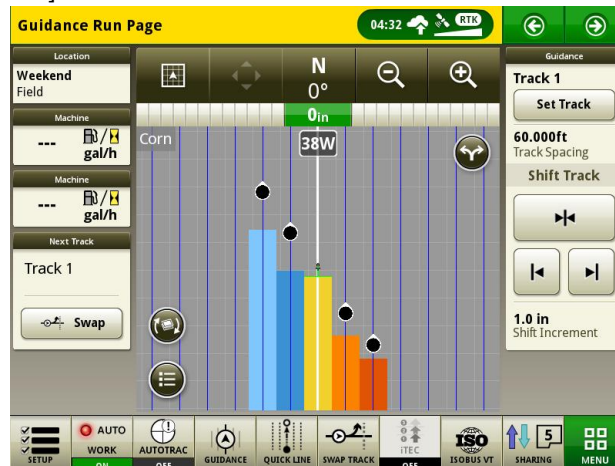 Guidance Run Page
04:32
RTK
Location
Weekend
Field
Machine
---
/
gal/h
Machine
---
/
gal/h
Next Track
Track 1
Swap
N
0°
0in
Corn
38W
Guidance
Track 1
Set Track
60.000ft
Track Spacing
Shift Track
1.0 in
Shift Increment
SETUP
AUTO
WORK
ON
AUTOTRAC
OFF
GUIDANCE
QUICK LINE
SWAP TRACK
iTEC
OFF
ISO
ISOBUS VT
5
SHARING
MENU